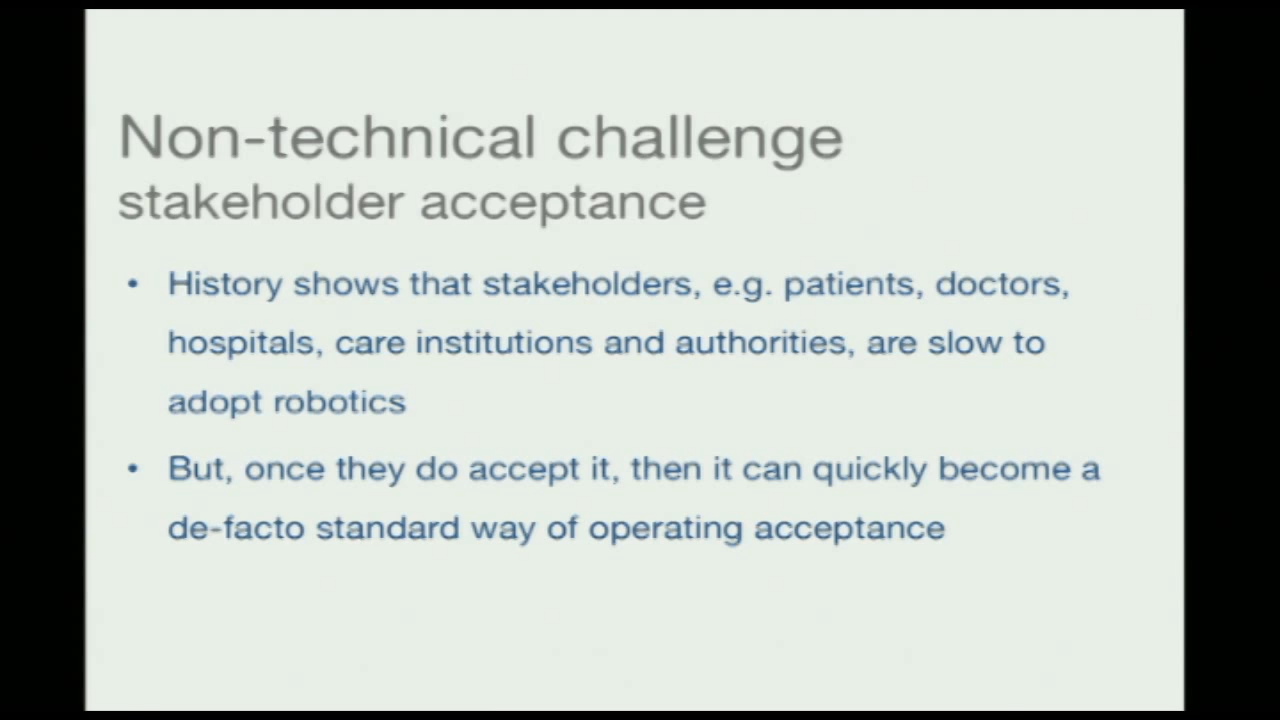 Non-technical challenge
stakeholder acceptance
• History shows that stakeholders, e.g. patients, doctors,
hospitals, care institutions and authorities, are slow to
adopt robotics
• But, once they do accept it, then it can quickly become a
de-facto standard way of operating acceptance